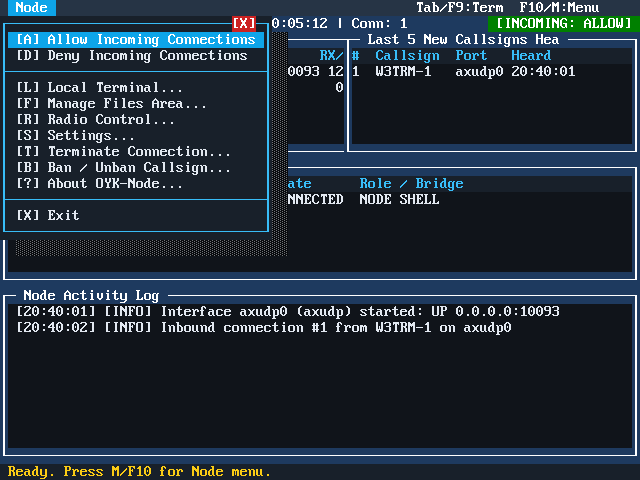 Node Tab/F9:Term F10/M:Menu
[X] 0:05:12 | Conn: 1 [INCOMING: ALLOW]
[A] Allow Incoming Connections
[D] Deny Incoming Connections
[L] Local Terminal...
[F] Manage Files Area...
[R] Radio Control...
[S] Settings...
[T] Terminate Connection...
[B] Ban / Unban Callsign...
[?] About OYK-Node...
[X] Exit
RX/
0093 12
0
Last 5 New Callsigns Hea
# Callsign Port Heard
1 W3TRM-1 axudp0 20:40:01
ate Role / Bridge
NNECTED NODE SHELL
Node Activity Log
[20:40:01] [INFO] Interface axudp0 (axudp) started: UP 0.0.0.0:10093
[20:40:02] [INFO] Inbound connection #1 from W3TRM-1 on axudp0
Ready. Press M/F10 for Node menu.